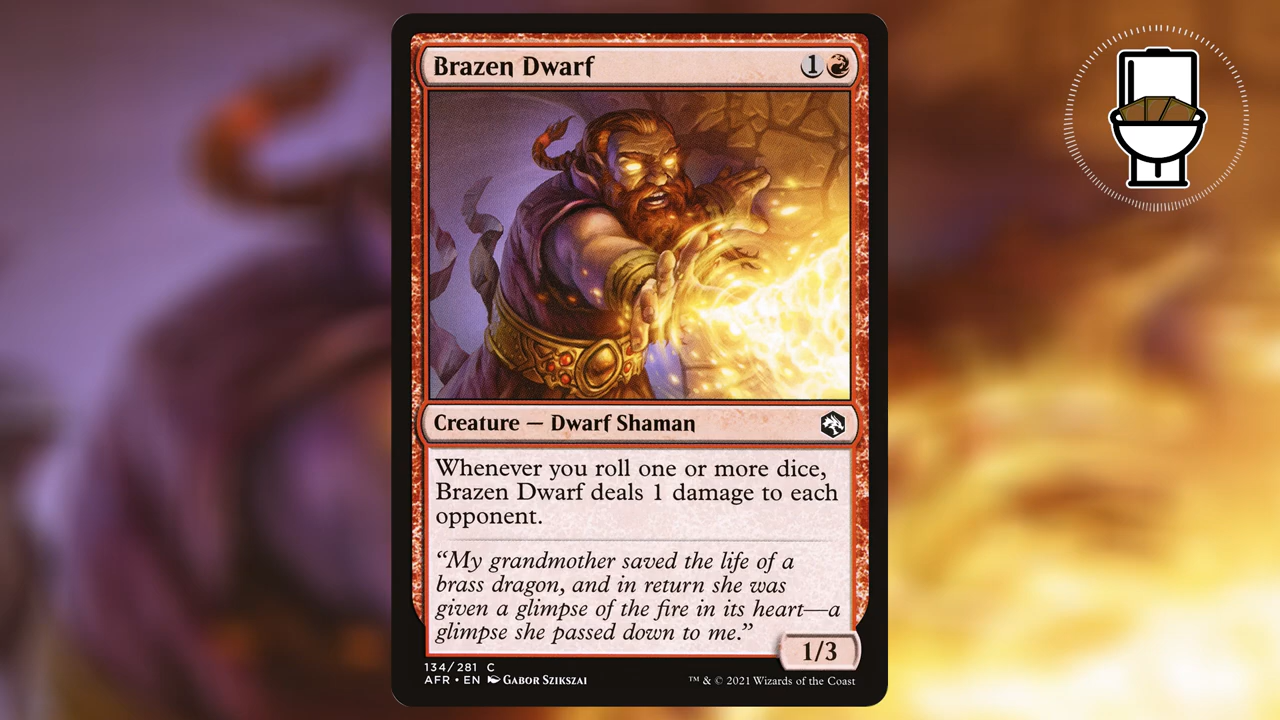 Brazen Dwarf 1
Creature — Dwarf Shaman
Whenever you roll one or more dice,
Brazen Dwarf deals 1 damage to each
opponent.
“My grandmother saved the life of a
brass dragon, and in return she was
given a glimpse of the fire in its heart—a
glimpse she passed down to me.”
1/3
134/281 C
AFR • EN Gabor Szikszai
™ & © 2021 Wizards of the Coast